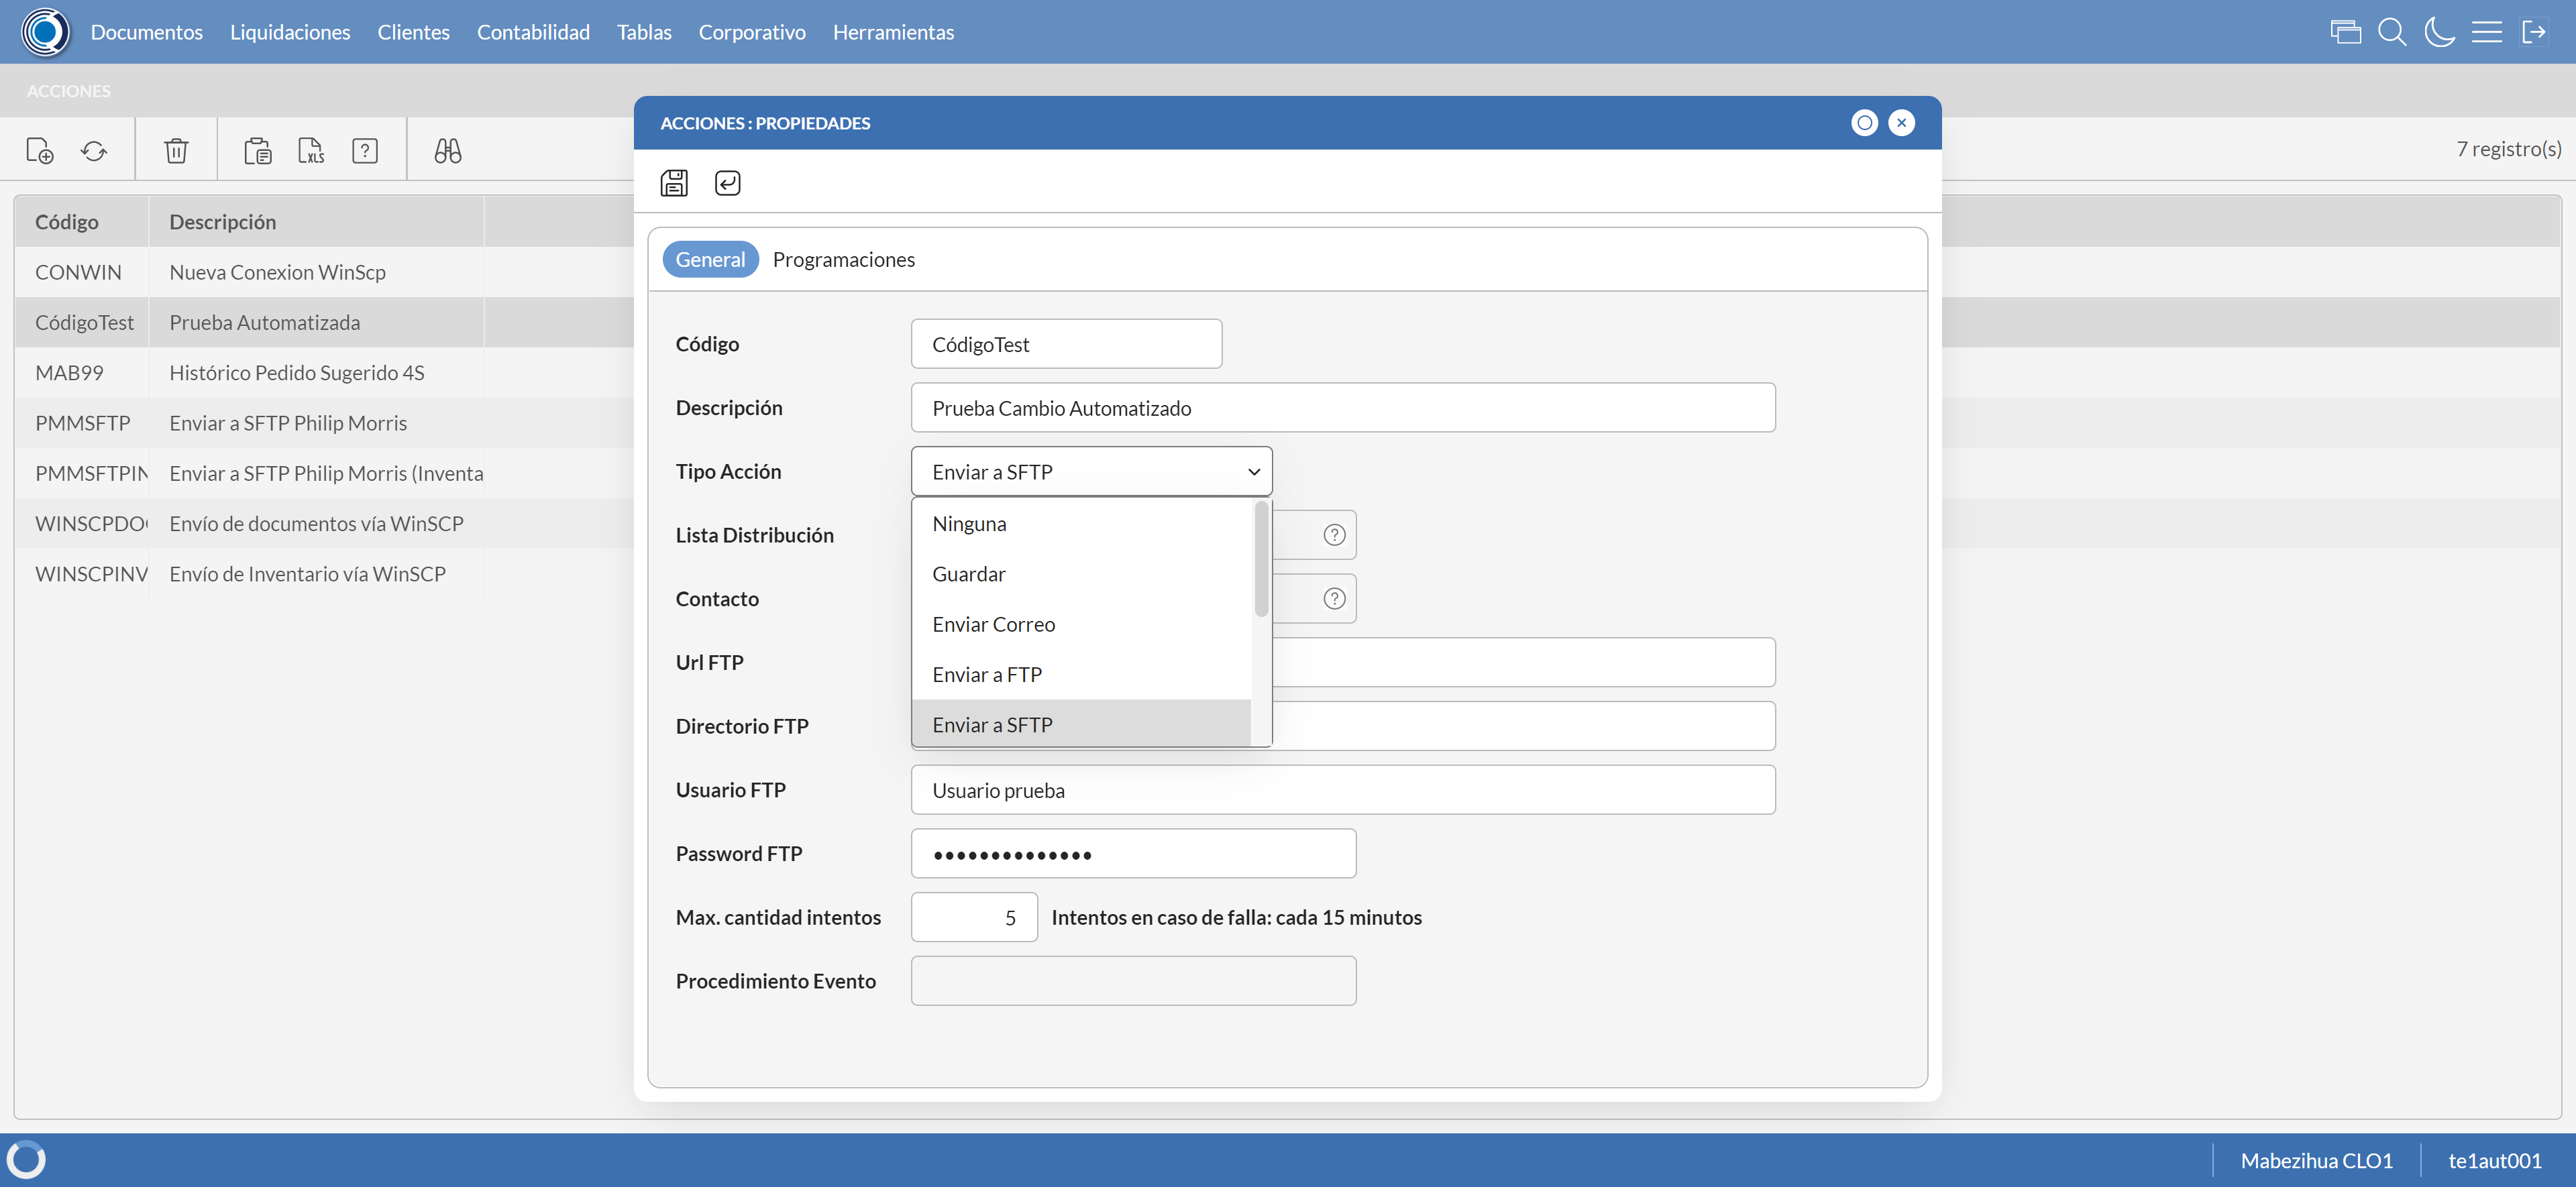 Documentos Liquidaciones Clientes Contabilidad Tablas Corporativo Herramientas
ACCIONES
7 registro(s)
Código Descripción
CONWIN Nueva Conexion WinScp
CódigoTest Prueba Automatizada
MAB99 Histórico Pedido Sugerido 4S
PMMSFTP Enviar a SFTP Philip Morris
PMMSFTPIN Enviar a SFTP Philip Morris (Inventa
WINSCPDO Envío de documentos vía WinSCP
WINSCPINV Envío de Inventario vía WinSCP
ACCIONES : PROPIEDADES
General Programaciones
Código CódigoTest
Descripción Prueba Cambio Automatizado
Tipo Acción Enviar a SFTP
Ninguna
Guardar
Enviar Correo
Enviar a FTP
Enviar a SFTP
Lista Distribución
Contacto
Url FTP
Directorio FTP
Usuario FTP Usuario prueba
Password FTP ••••••••••••••
Max. cantidad intentos 5 Intentos en caso de falla: cada 15 minutos
Procedimiento Evento
Mabezihua CLO1 te1aut001